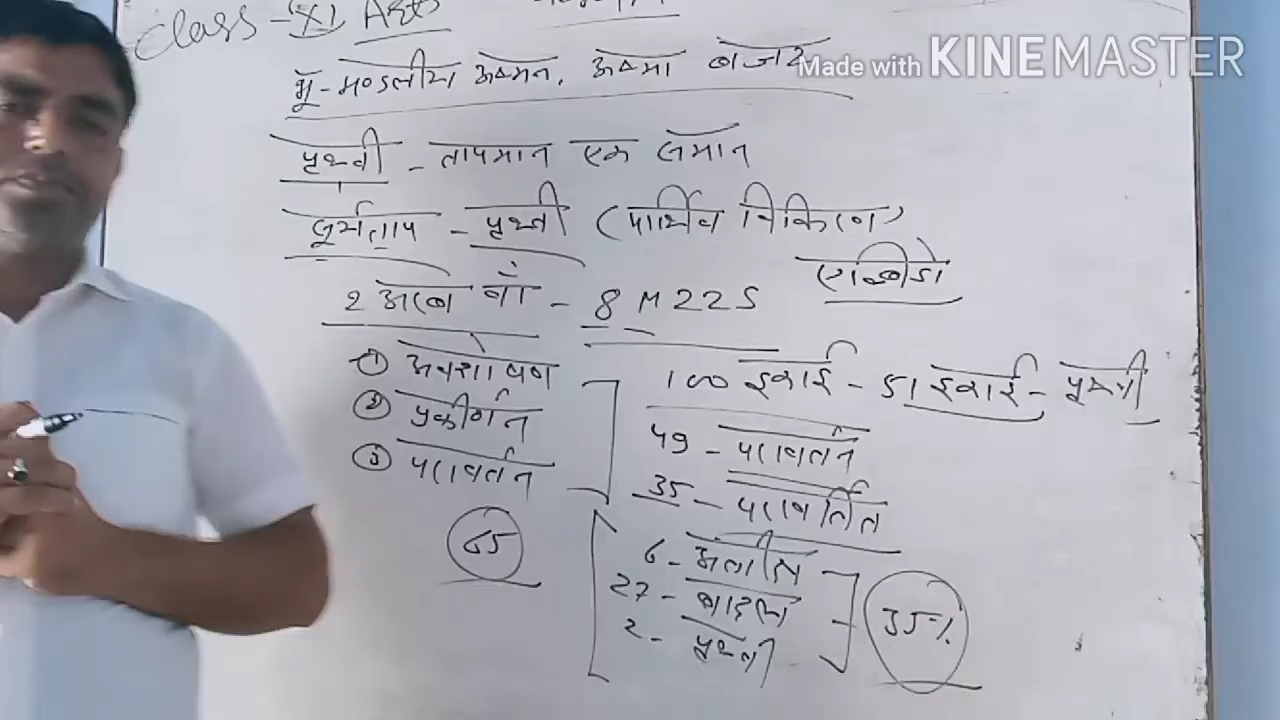 Class - XI Arts
Made with KINEMASTER
भू-मण्डलीय ऊष्मन, ऊष्मा बजट
पृथ्वी - तापमान एक समान
सूर्यताप - पृथ्वी (पार्थिव विकिरण)
एल्बिडो
2 अरब वाँ - 8 M 22 S
① अवशोषण
② प्रकीर्णन
③ परावर्तन
65
100 इकाई - 51 इकाई - पृथ्वी
49 - परावर्तन
35 - परावर्तित
6 -
27 - बादल
2 - पृथ्वी
35%